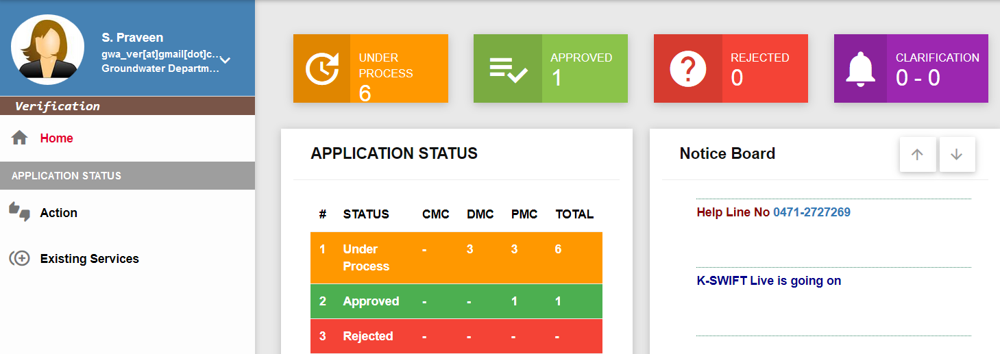 S. Praveen
gwa_ver[at]gmail[dot]c...
Groundwater Departm...
Verification
Home
APPLICATION STATUS
Action
Existing Services
UNDER
PROCESS
6
APPROVED
1
REJECTED
0
CLARIFICATION
0 - 0
APPLICATION STATUS
# STATUS CMC DMC PMC TOTAL
1 Under - 3 3 6
Process
2 Approved - - 1 1
3 Rejected - - - -
Notice Board
Help Line No 0471-2727269
K-SWIFT Live is going on